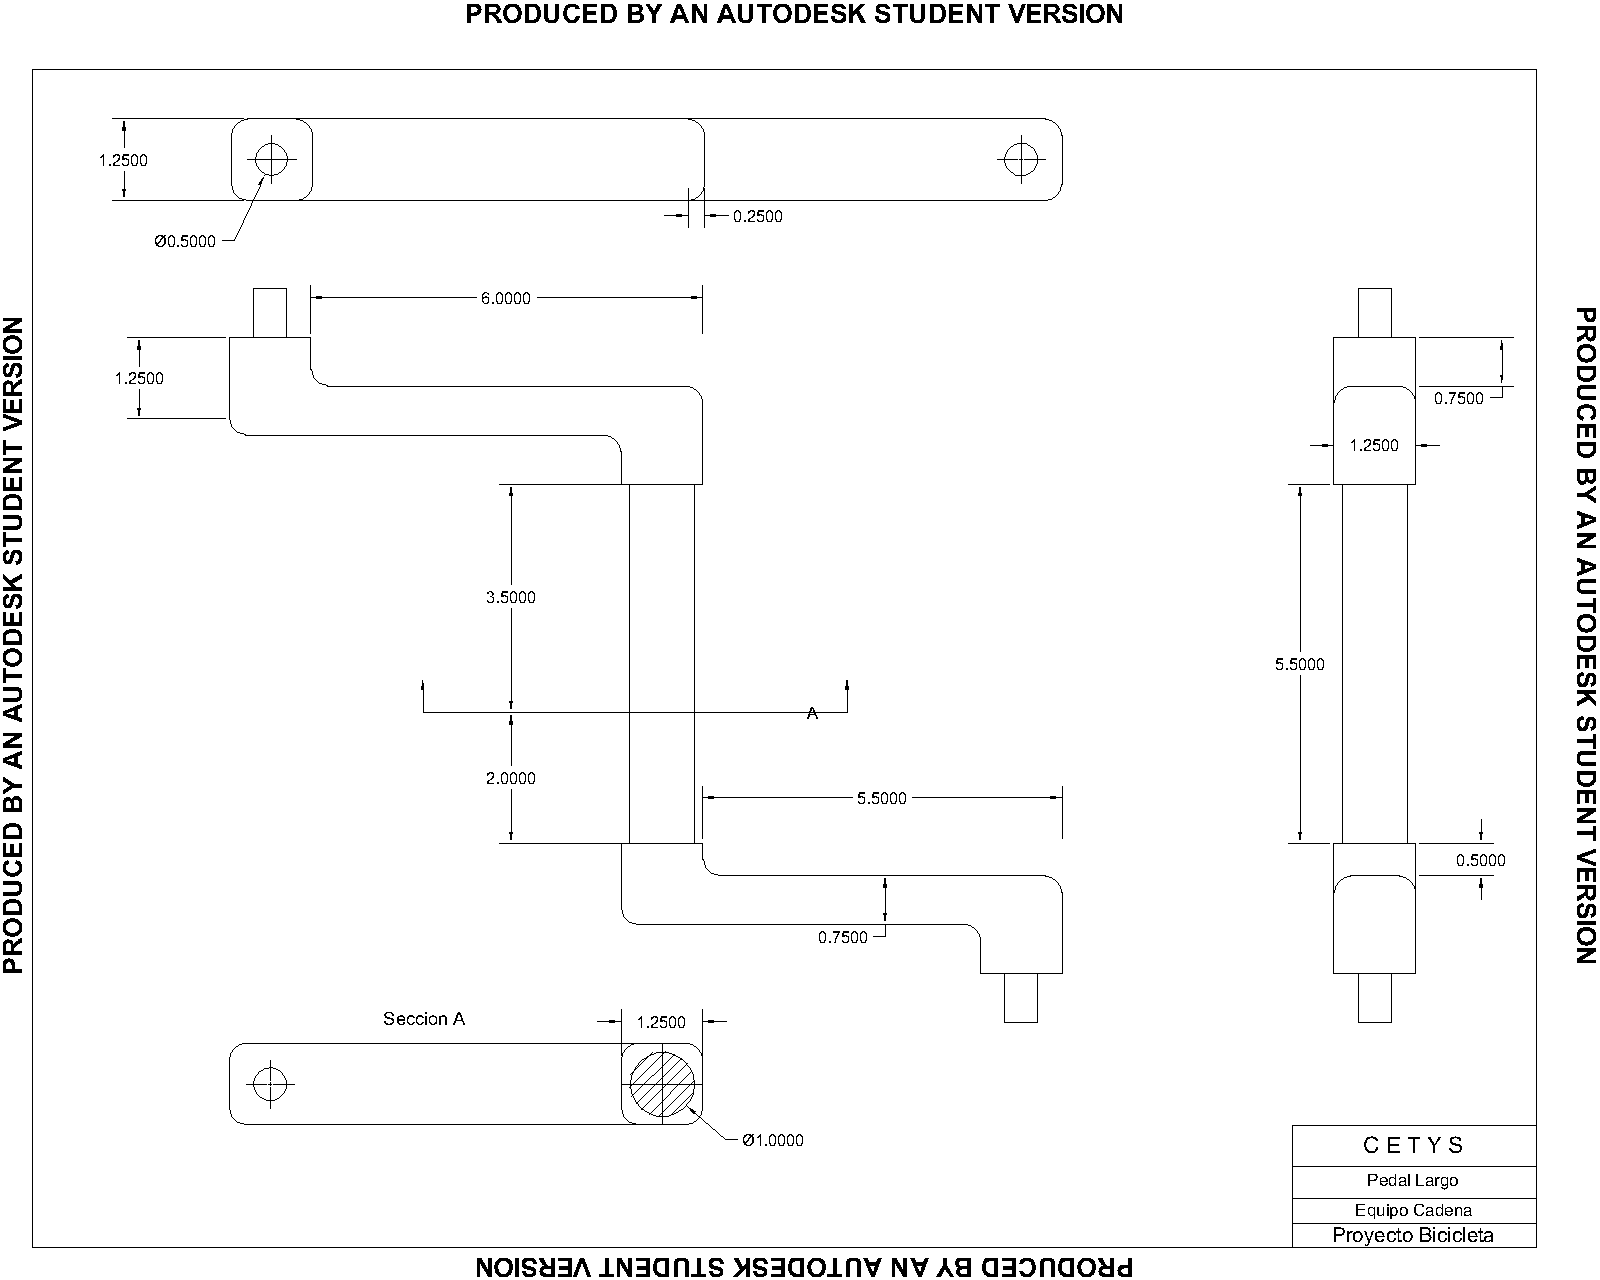 PRODUCED BY AN AUTODESK STUDENT VERSION
1.2500
0.2500
Ø0.5000
6.0000
1.2500
0.7500
1.2500
3.5000
5.5000
A
2.0000
5.5000
0.5000
0.7500
Seccion A
1.2500
Ø1.0000
C E T Y S
Pedal Largo
Equipo Cadena
Proyecto Bicicleta
PRODUCED BY AN AUTODESK STUDENT VERSION
PRODUCED BY AN AUTODESK STUDENT VERSION
PRODUCED BY AN AUTODESK STUDENT VERSION